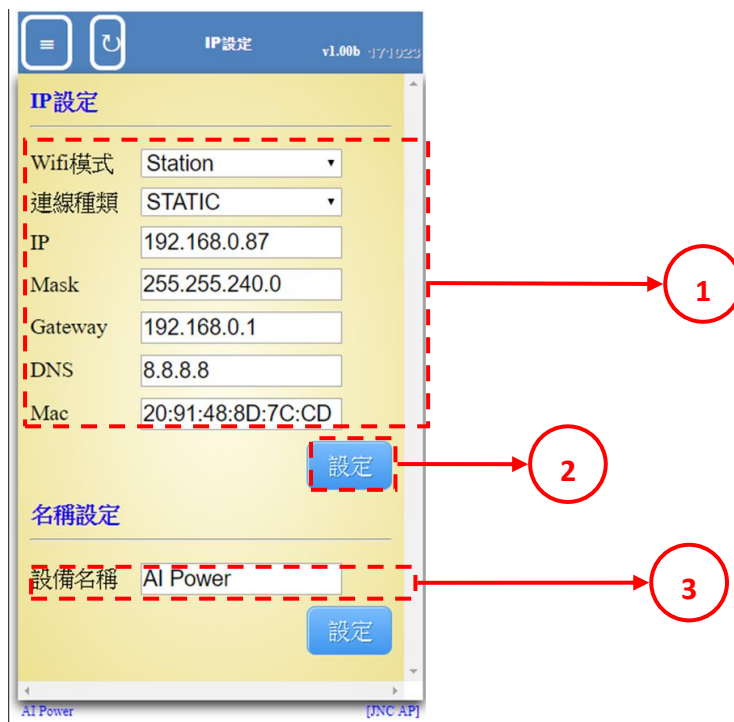 ≡ ↻ IP設定 v1.00b 171023
IP設定
Wifi模式 Station
連線種類 STATIC
IP 192.168.0.87
Mask 255.255.240.0
Gateway 192.168.0.1
DNS 8.8.8.8
Mac 20:91:48:8D:7C:CD
1
設定
2
名稱設定
設備名稱 AI Power
3
設定
AI Power [JNC AP]